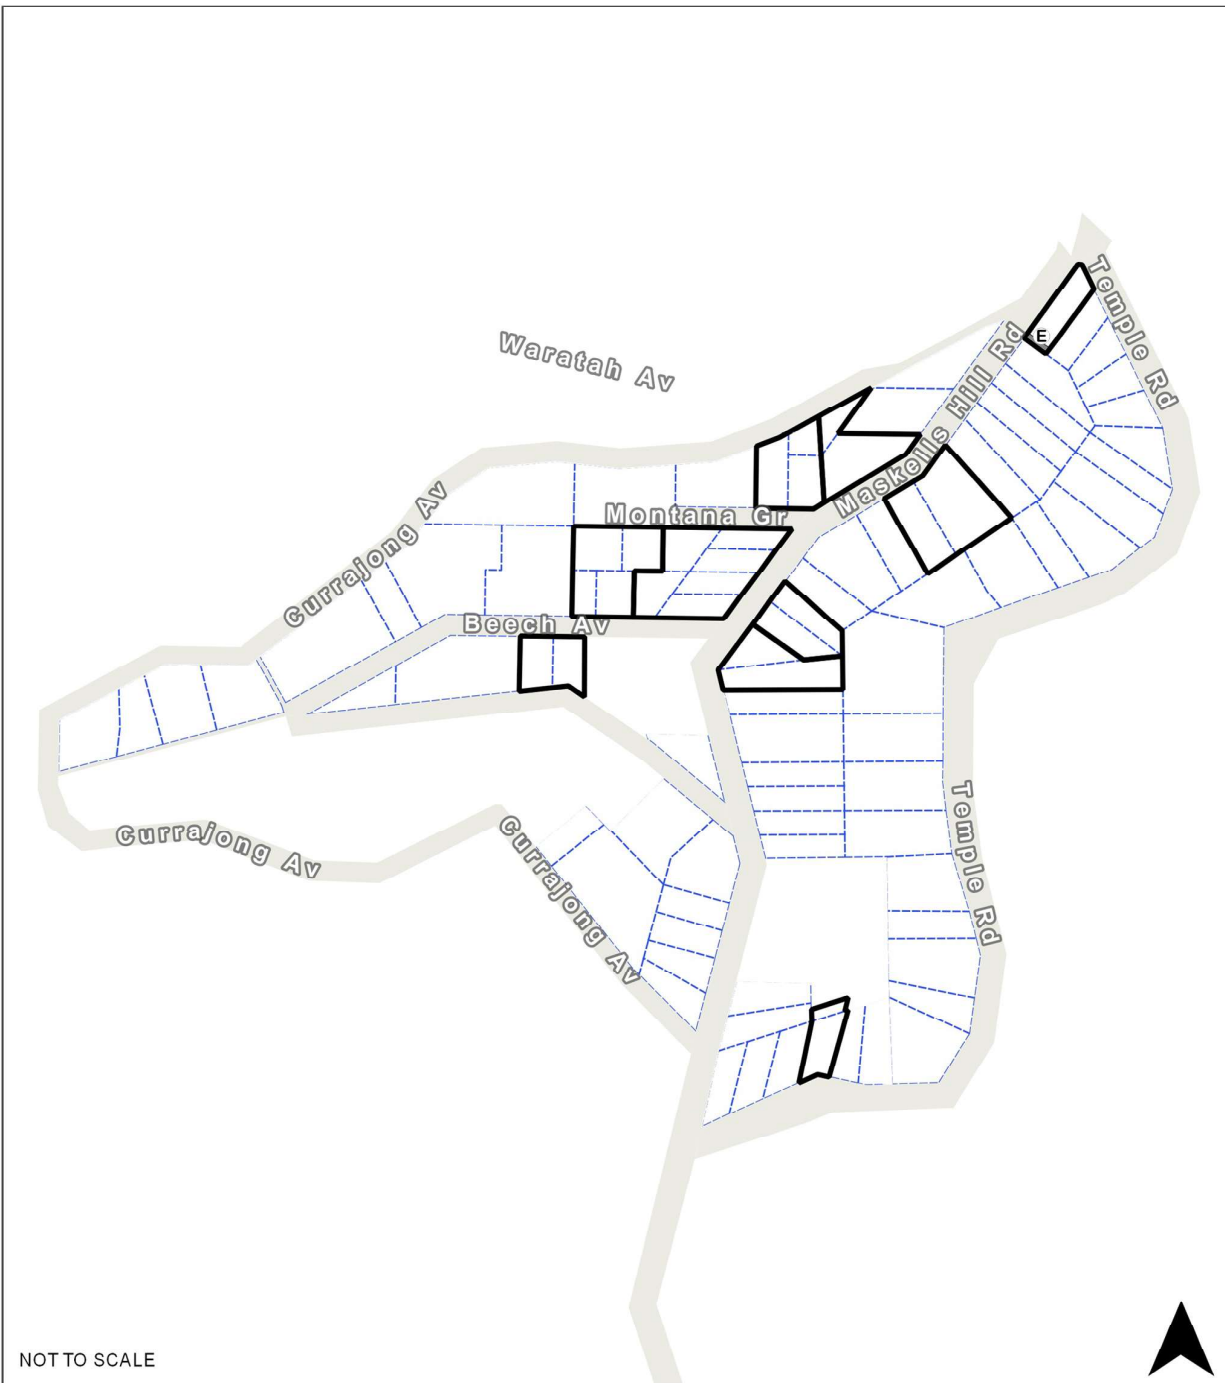 Temple Rd
E
Maskells Hill Rd
Waratah Av
Currajong Av
Montana Gr
Beech Av
Temple Rd
Currajong Av
Currajong Av
NOT TO SCALE